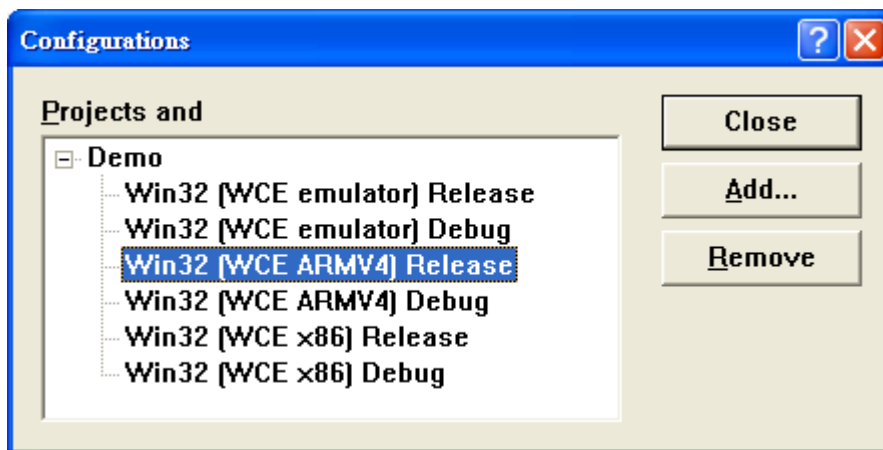 Configurations
Projects and
Demo
Win32 (WCE emulator) Release
Win32 (WCE emulator) Debug
Win32 (WCE ARMV4) Release
Win32 (WCE ARMV4) Debug
Win32 (WCE x86) Release
Win32 (WCE x86) Debug
Close
Add...
Remove